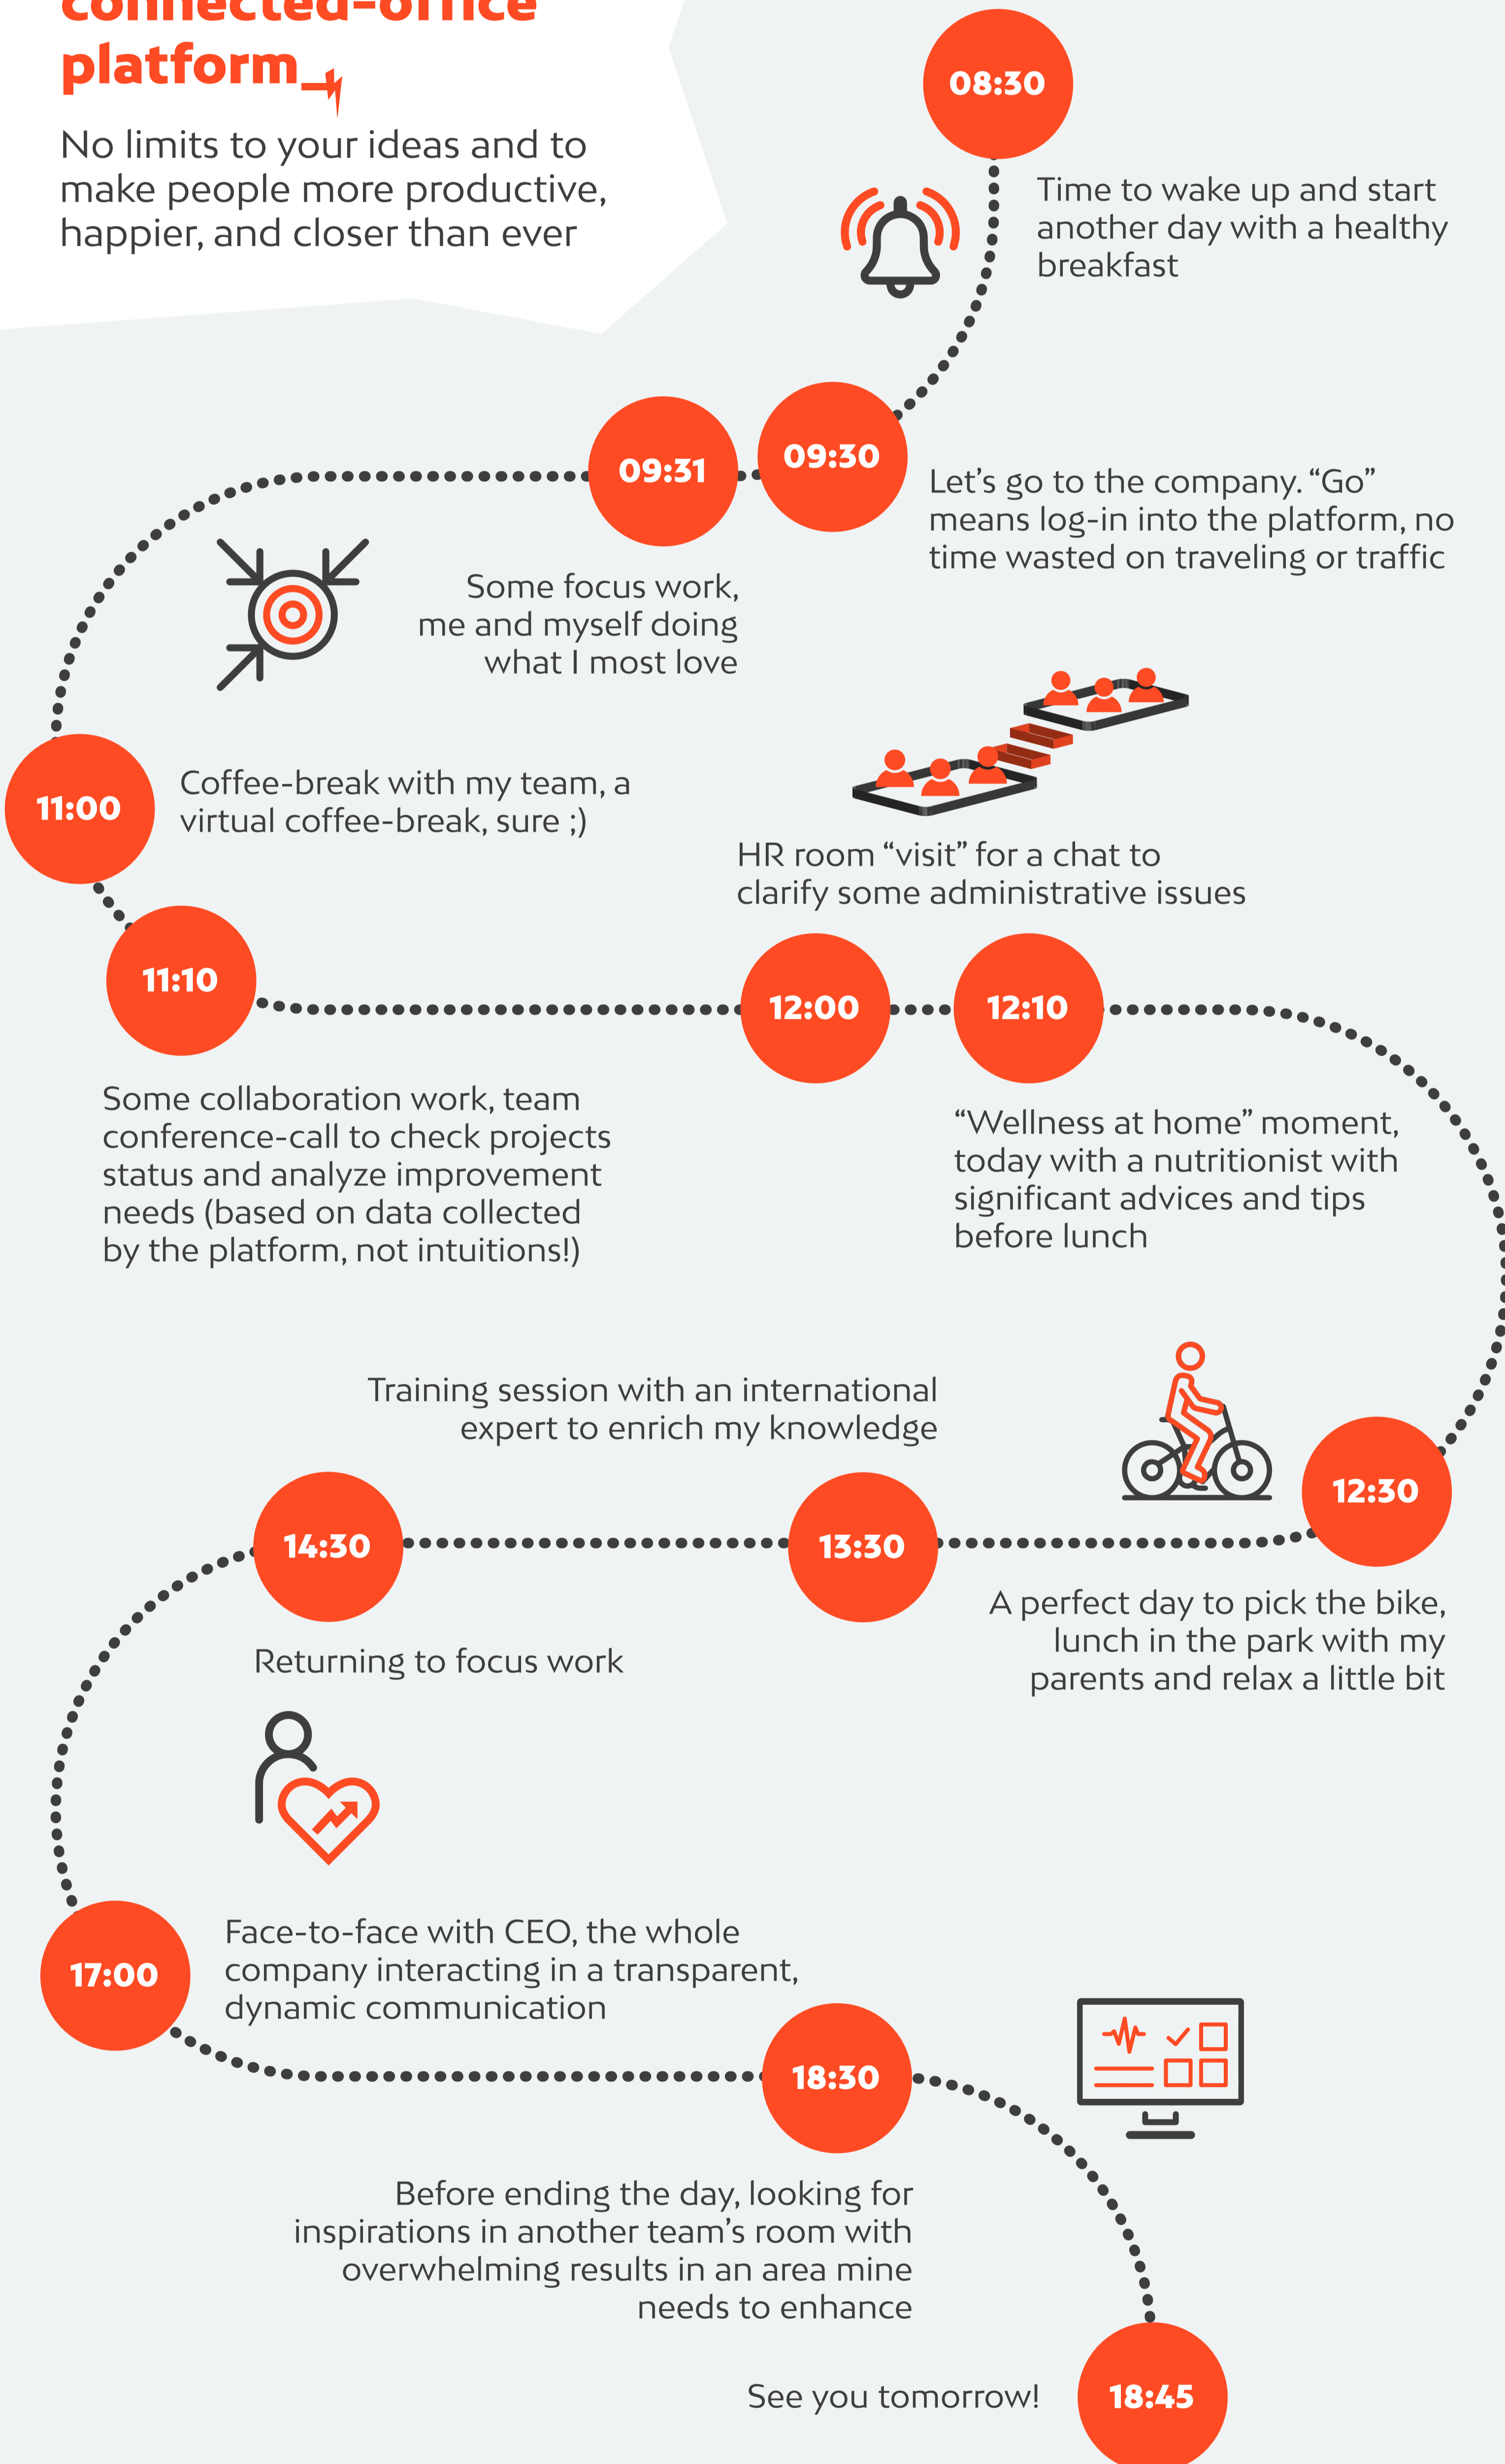 connected-office
platform_
No limits to your ideas and to
make people more productive,
happier, and closer than ever
08:30
Time to wake up and start
another day with a healthy
breakfast
09:30
Let’s go to the company. “Go”
means log-in into the platform, no
time wasted on traveling or traffic
09:31
Some focus work,
me and myself doing
what I most love
11:00
Coffee-break with my team, a
virtual coffee-break, sure ;)
11:10
Some collaboration work, team
conference-call to check projects
status and analyze improvement
needs (based on data collected
by the platform, not intuitions!)
HR room “visit” for a chat to
clarify some administrative issues
12:00
12:10
“Wellness at home” moment,
today with a nutritionist with
significant advices and tips
before lunch
12:30
A perfect day to pick the bike,
lunch in the park with my
parents and relax a little bit
Training session with an international
expert to enrich my knowledge
13:30
14:30
Returning to focus work
17:00
Face-to-face with CEO, the whole
company interacting in a transparent,
dynamic communication
18:30
Before ending the day, looking for
inspirations in another team’s room with
overwhelming results in an area mine
needs to enhance
See you tomorrow!
18:45